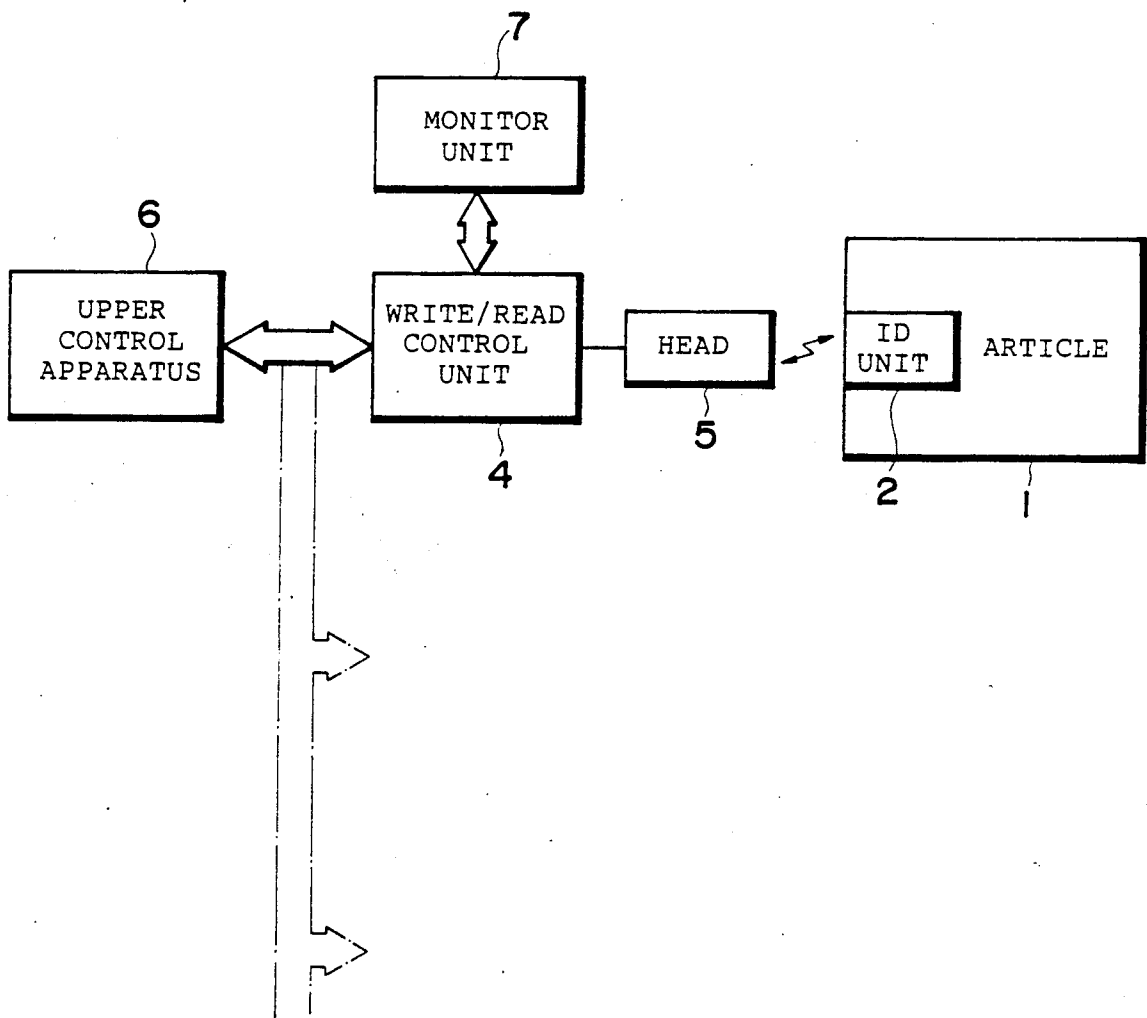 7
MONITOR
UNIT
6
UPPER
CONTROL
APPARATUS
WRITE/READ
CONTROL
UNIT
4
HEAD
5
ID
UNIT
2
ARTICLE
1